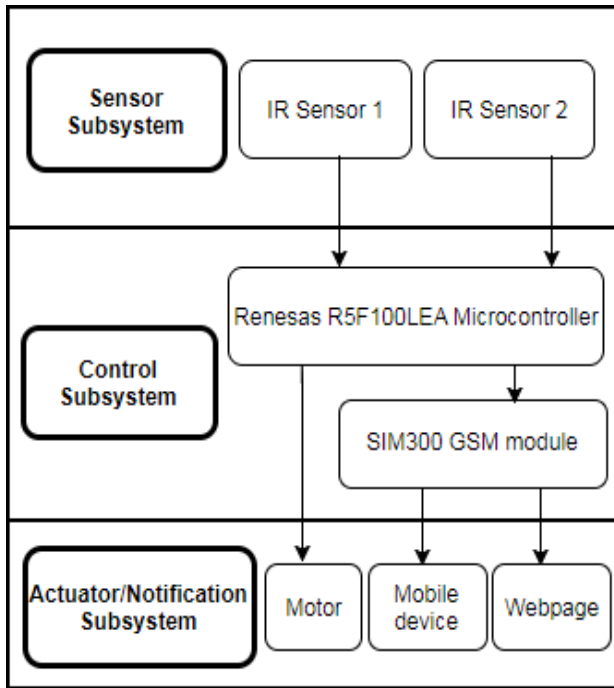 Sensor
Subsystem
IR Sensor 1
IR Sensor 2
Renesas R5F100LEA Microcontroller
Control
Subsystem
SIM300 GSM module
Actuator/Notification
Subsystem
Motor
Mobile
device
Webpage